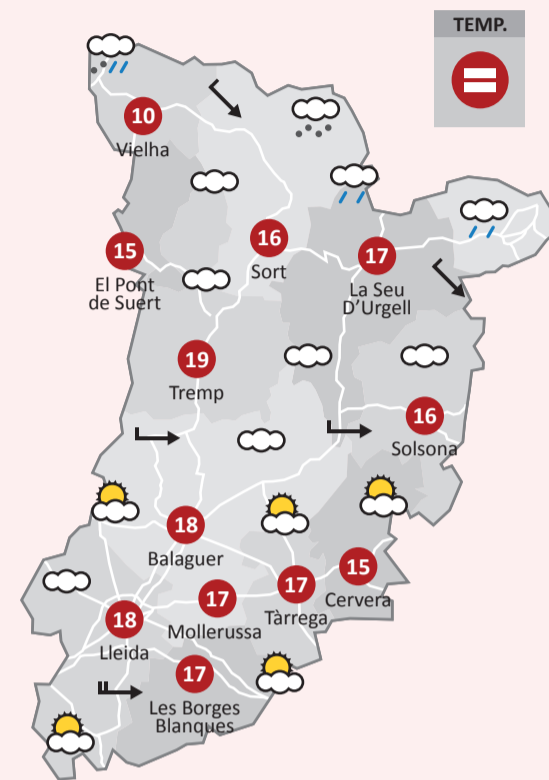 TEMP.
10
Vielha
15
El Pont
de Suert
16
Sort
17
La Seu
D'Urgell
19
Tremp
16
Solsona
18
Balaguer
15
Cervera
17
Tàrrega
17
Mollerussa
18
Lleida
17
Les Borges
Blanques